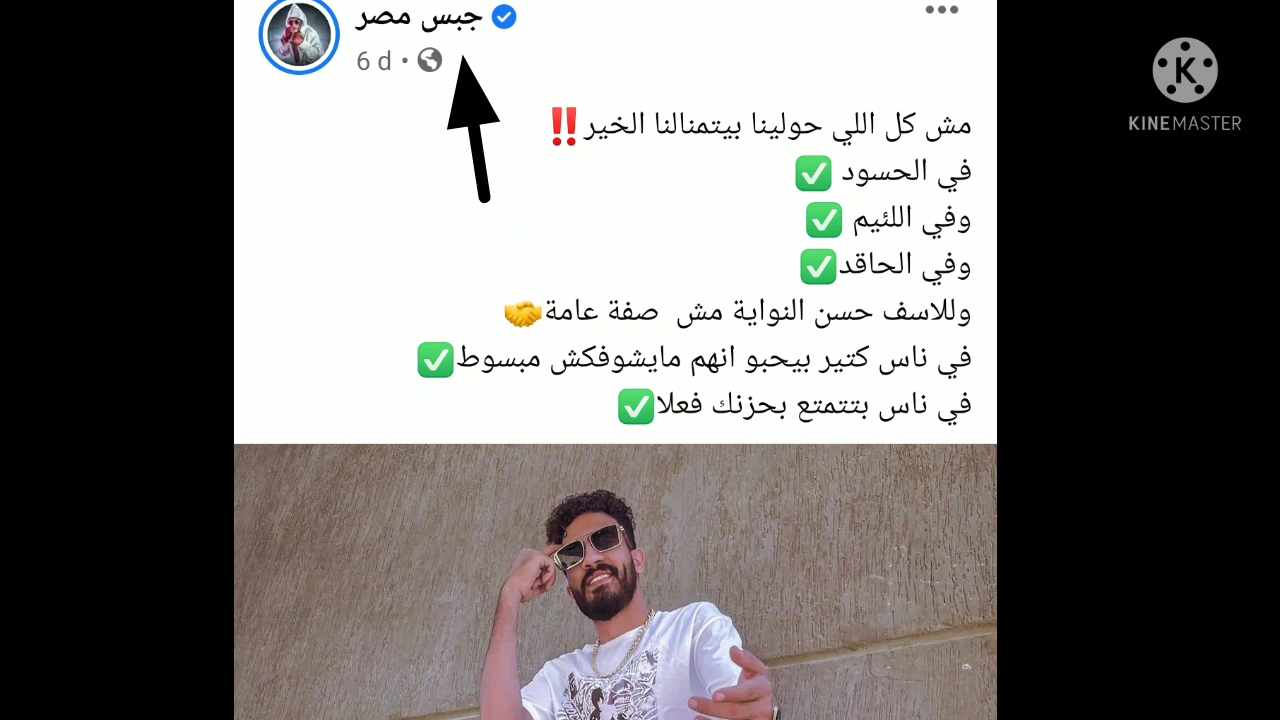 جبس مصر
6 d
مش كل اللي حولينا بيتمنالنا الخير‼️
في الحسود ✅
وفي اللئيم ✅
وفي الحاقد✅
وللاسف حسن النواية مش صفة عامة🤝
في ناس كتير بيحبو انهم مايشوفكش مبسوط✅
في ناس بتتمتع بحزنك فعلا✅
K
KINEMASTER